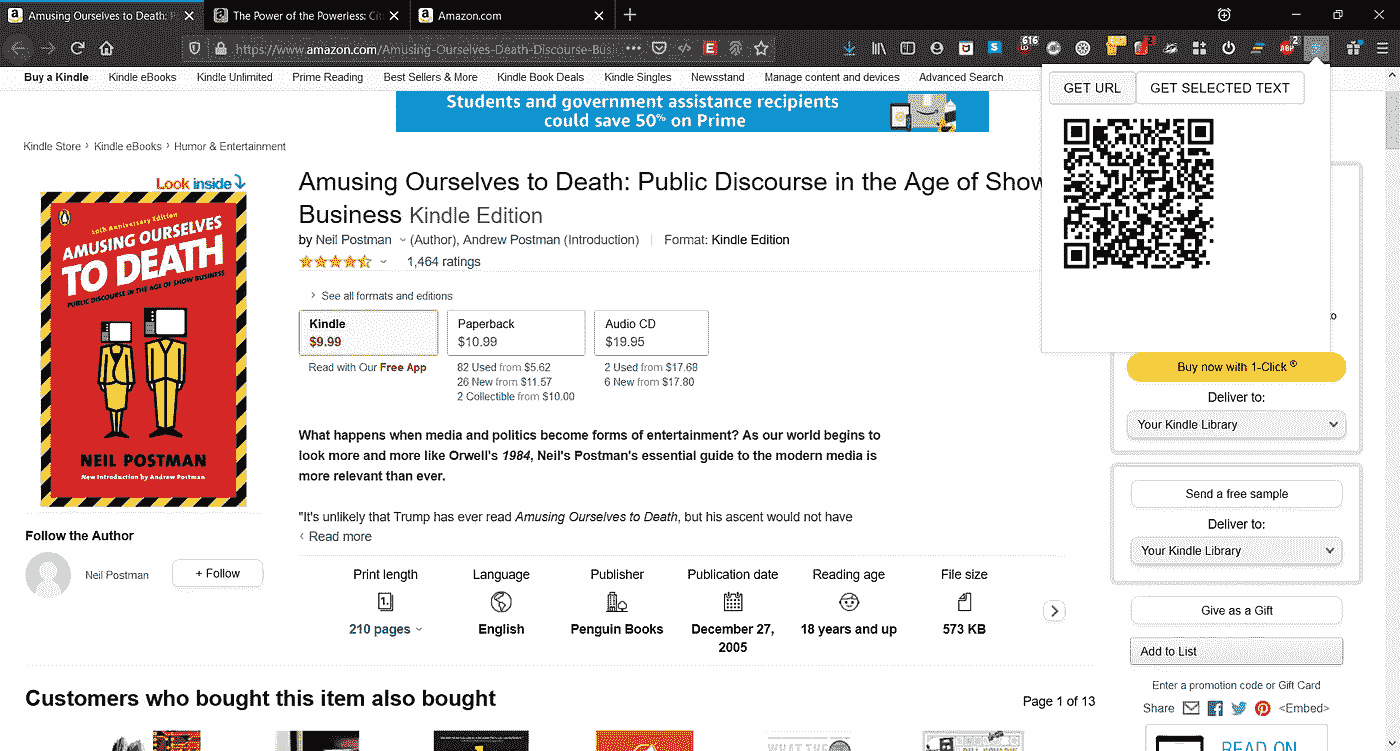 Amusing Ourselves to Death: P
The Power of the Powerless: Cit
Amazon.com
https://www.amazon.com/Amusing-Ourselves-Death-Discourse-Busi
616
2
2
Buy a Kindle Kindle eBooks Kindle Unlimited Prime Reading Best Sellers & More Kindle Book Deals Kindle Singles Newsstand Manage content and devices Advanced Search
GET URL GET SELECTED TEXT
Students and government assistance recipients
could save 50% on Prime
Kindle Store › Kindle eBooks › Humor & Entertainment
Look inside
20th Anniversary Edition
AMUSING OURSELVES
TO DEATH
PUBLIC DISCOURSE IN THE AGE OF SHOW BUSINESS
NEIL POSTMAN
New Introduction by Andrew Postman
Amusing Ourselves to Death: Public Discourse in the Age of Show
Business Kindle Edition
by Neil Postman (Author), Andrew Postman (Introduction) Format: Kindle Edition
1,464 ratings
See all formats and editions
Kindle
$9.99
Read with Our Free App
Paperback
$10.99
82 Used from $5.62
26 New from $11.57
2 Collectible from $10.00
Audio CD
$19.95
2 Used from $17.68
6 New from $17.80
What happens when media and politics become forms of entertainment? As our world begins to
look more and more like Orwell's 1984, Neil's Postman's essential guide to the modern media is
more relevant than ever.
"It's unlikely that Trump has ever read Amusing Ourselves to Death, but his ascent would not have
Read more
Follow the Author
Neil Postman
+ Follow
Print length Language Publisher Publication date Reading age File size
210 pages English Penguin Books December 27, 18 years and up 573 KB
2005
Buy now with 1-Click ®
Deliver to:
Your Kindle Library
Send a free sample
Deliver to:
Your Kindle Library
Give as a Gift
Add to List
Enter a promotion code or Gift Card
Share <Embed>
READ ON
Customers who bought this item also bought
Page 1 of 13
WHAT THE